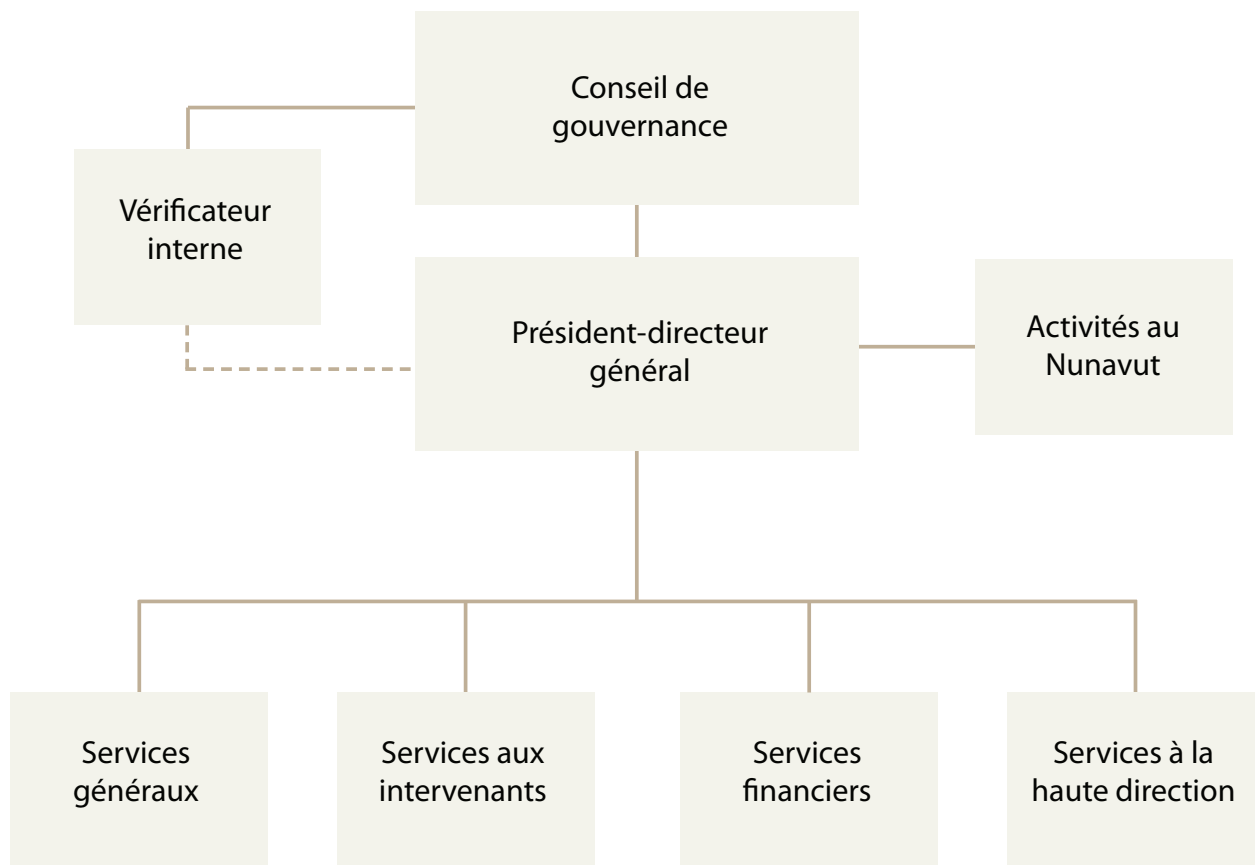 Conseil de
gouvernance
Vérificateur
interne
Président-directeur
général
Activités au
Nunavut
Services
généraux
Services aux
intervenants
Services
financiers
Services à la
haute direction